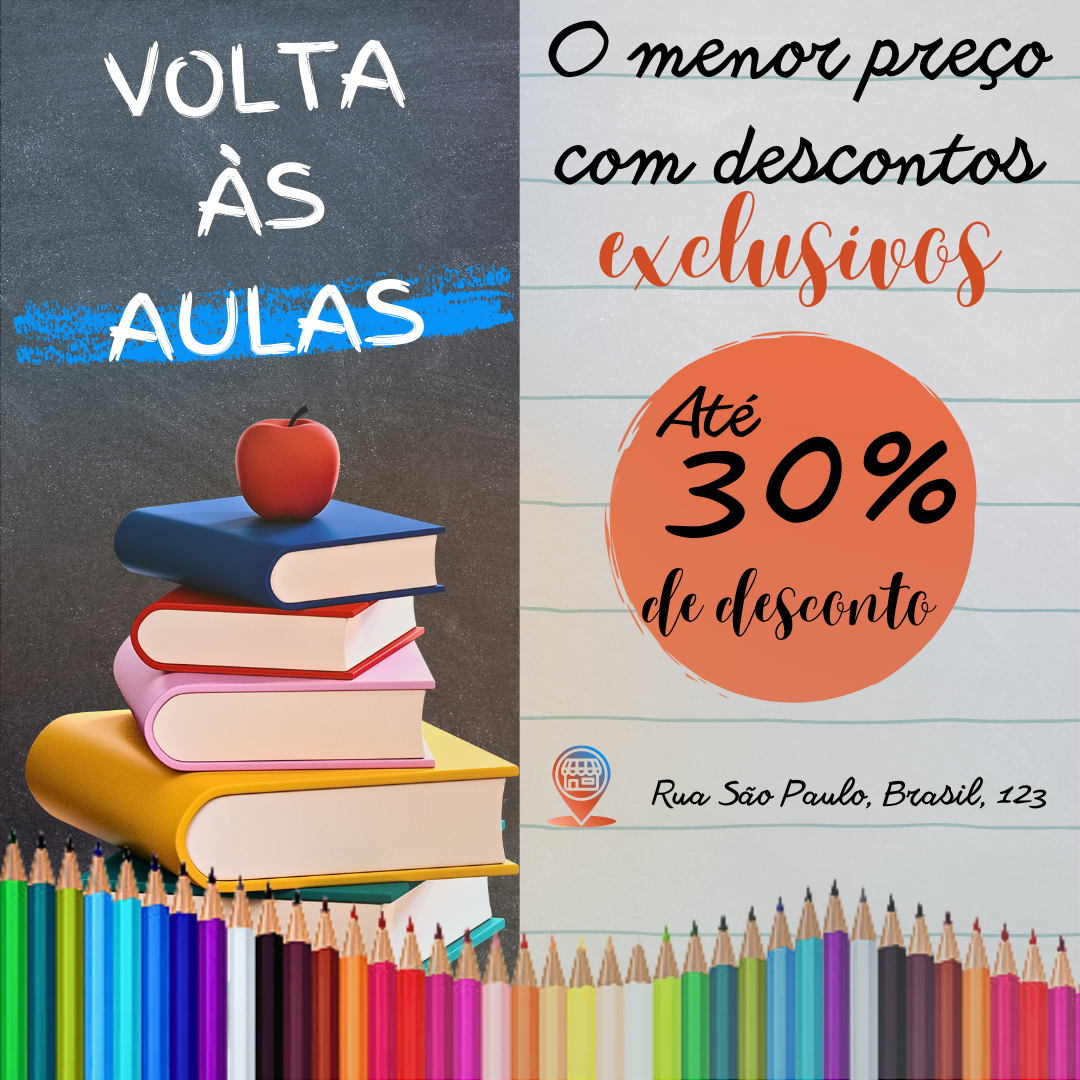 VOLTA
ÀS
AULAS
O menor preço
com descontos
exclusivos
Até
30%
de desconto
Rua São Paulo, Brasil, 123